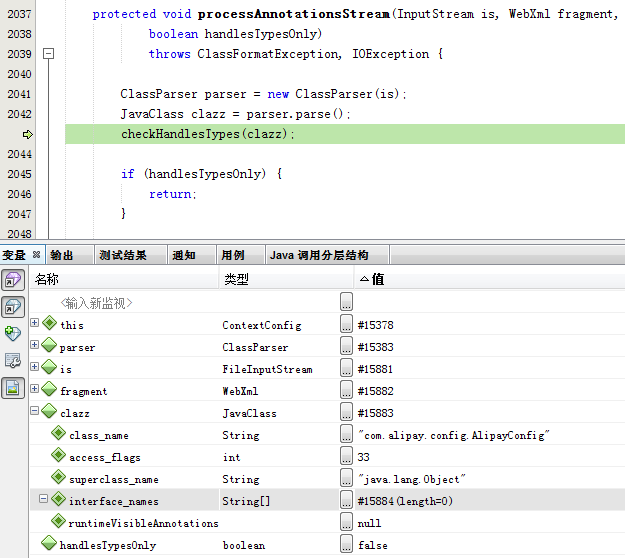 2037 protected void processAnnotationsStream(InputStream is, WebXml fragment,
2038 boolean handlesTypesOnly)
2039 throws ClassFormatException, IOException {
2040
2041 ClassParser parser = new ClassParser(is);
2042 JavaClass clazz = parser.parse();
checkHandlesTypes(clazz);
2044
2045 if (handlesTypesOnly) {
2046 return;
2047 }
2048
变量 输出 测试结果 通知 用例 Java 调用分层结构
名称 类型 值
<输入新监视> ...
this ContextConfig ... #15378
parser ClassParser ... #15383
is FileInputStream ... #15881
fragment WebXml ... #15882
clazz JavaClass ... #15883
class_name String ... "com.alipay.config.AlipayConfig"
access_flags int ... 33
superclass_name String ... "java.lang.Object"
interface_names String[] ... #15884(length=0)
runtimeVisibleAnnotations ... null
handlesTypesOnly boolean ... false